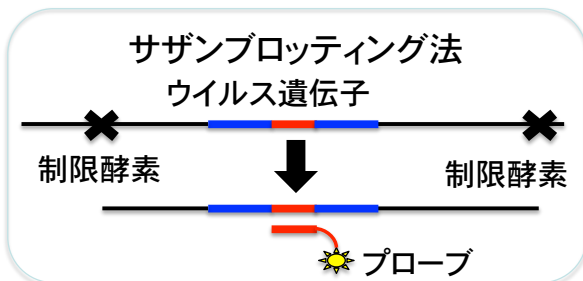 サザンブロッティング法
ウイルス遺伝子
制限酵素
制限酵素
プローブ